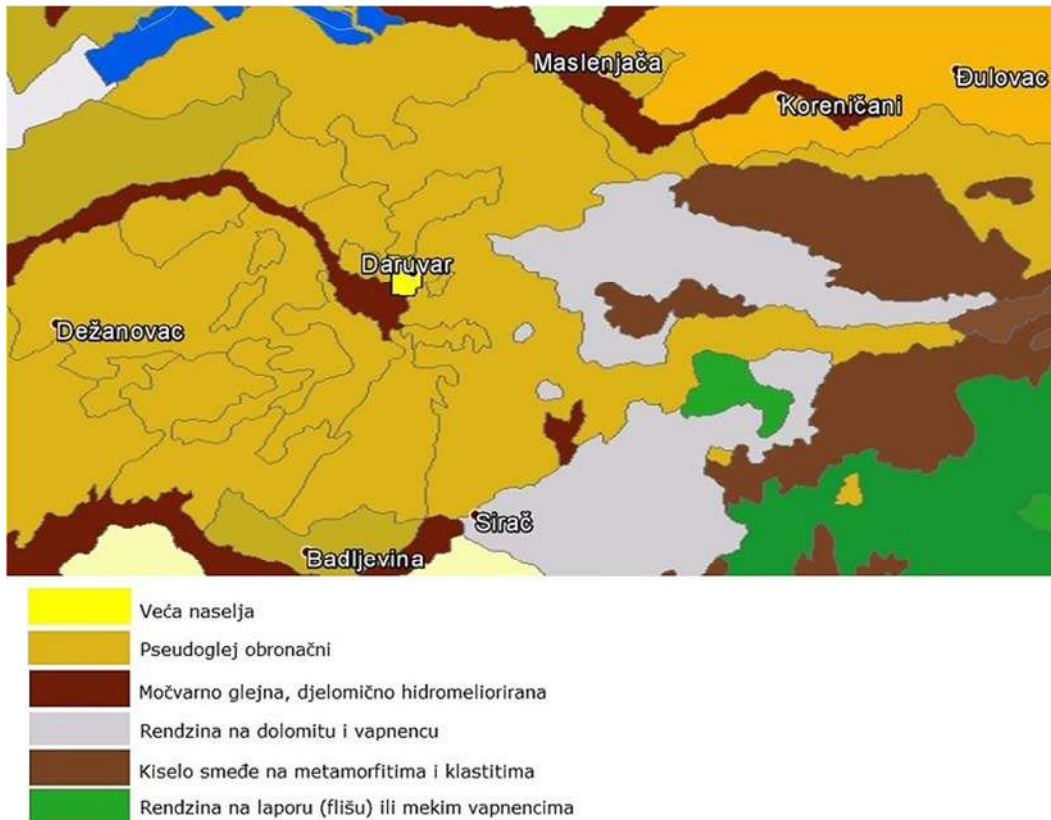 Maslenjača
Đulovac
Koreničani
Daruvar
Dežanovac
Sirač
Badljevina
Veća naselja
Pseudoglej obronačni
Močvarno glejna, djelomično hidromeliorirana
Rendzina na dolomitu i vapnencu
Kiselo smeđe na metamorfitima i klastitima
Rendzina na laporu (flišu) ili mekim vapnencima